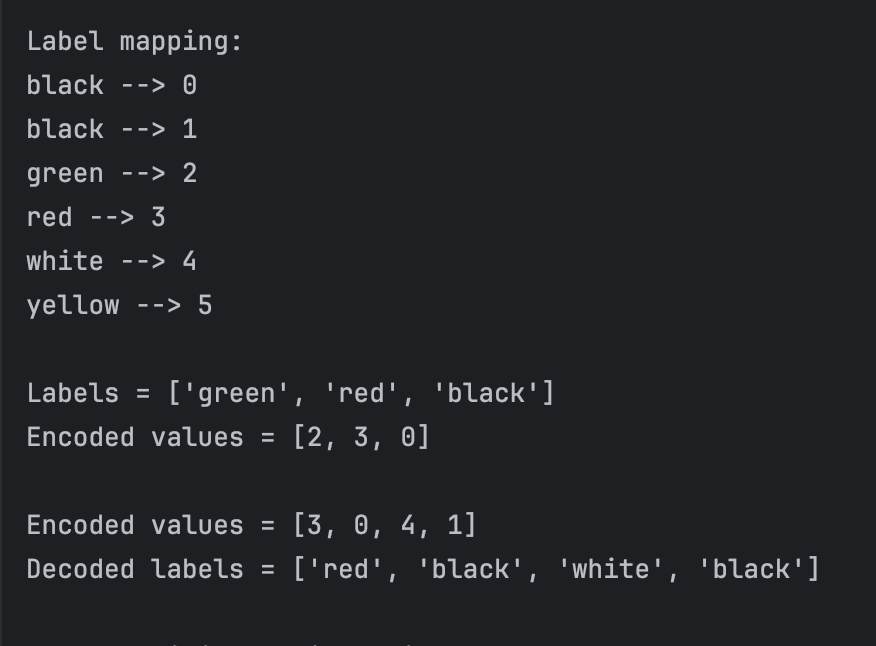 Label mapping:
black --> 0
black --> 1
green --> 2
red --> 3
white --> 4
yellow --> 5
Labels = ['green', 'red', 'black']
Encoded values = [2, 3, 0]
Encoded values = [3, 0, 4, 1]
Decoded labels = ['red', 'black', 'white', 'black']